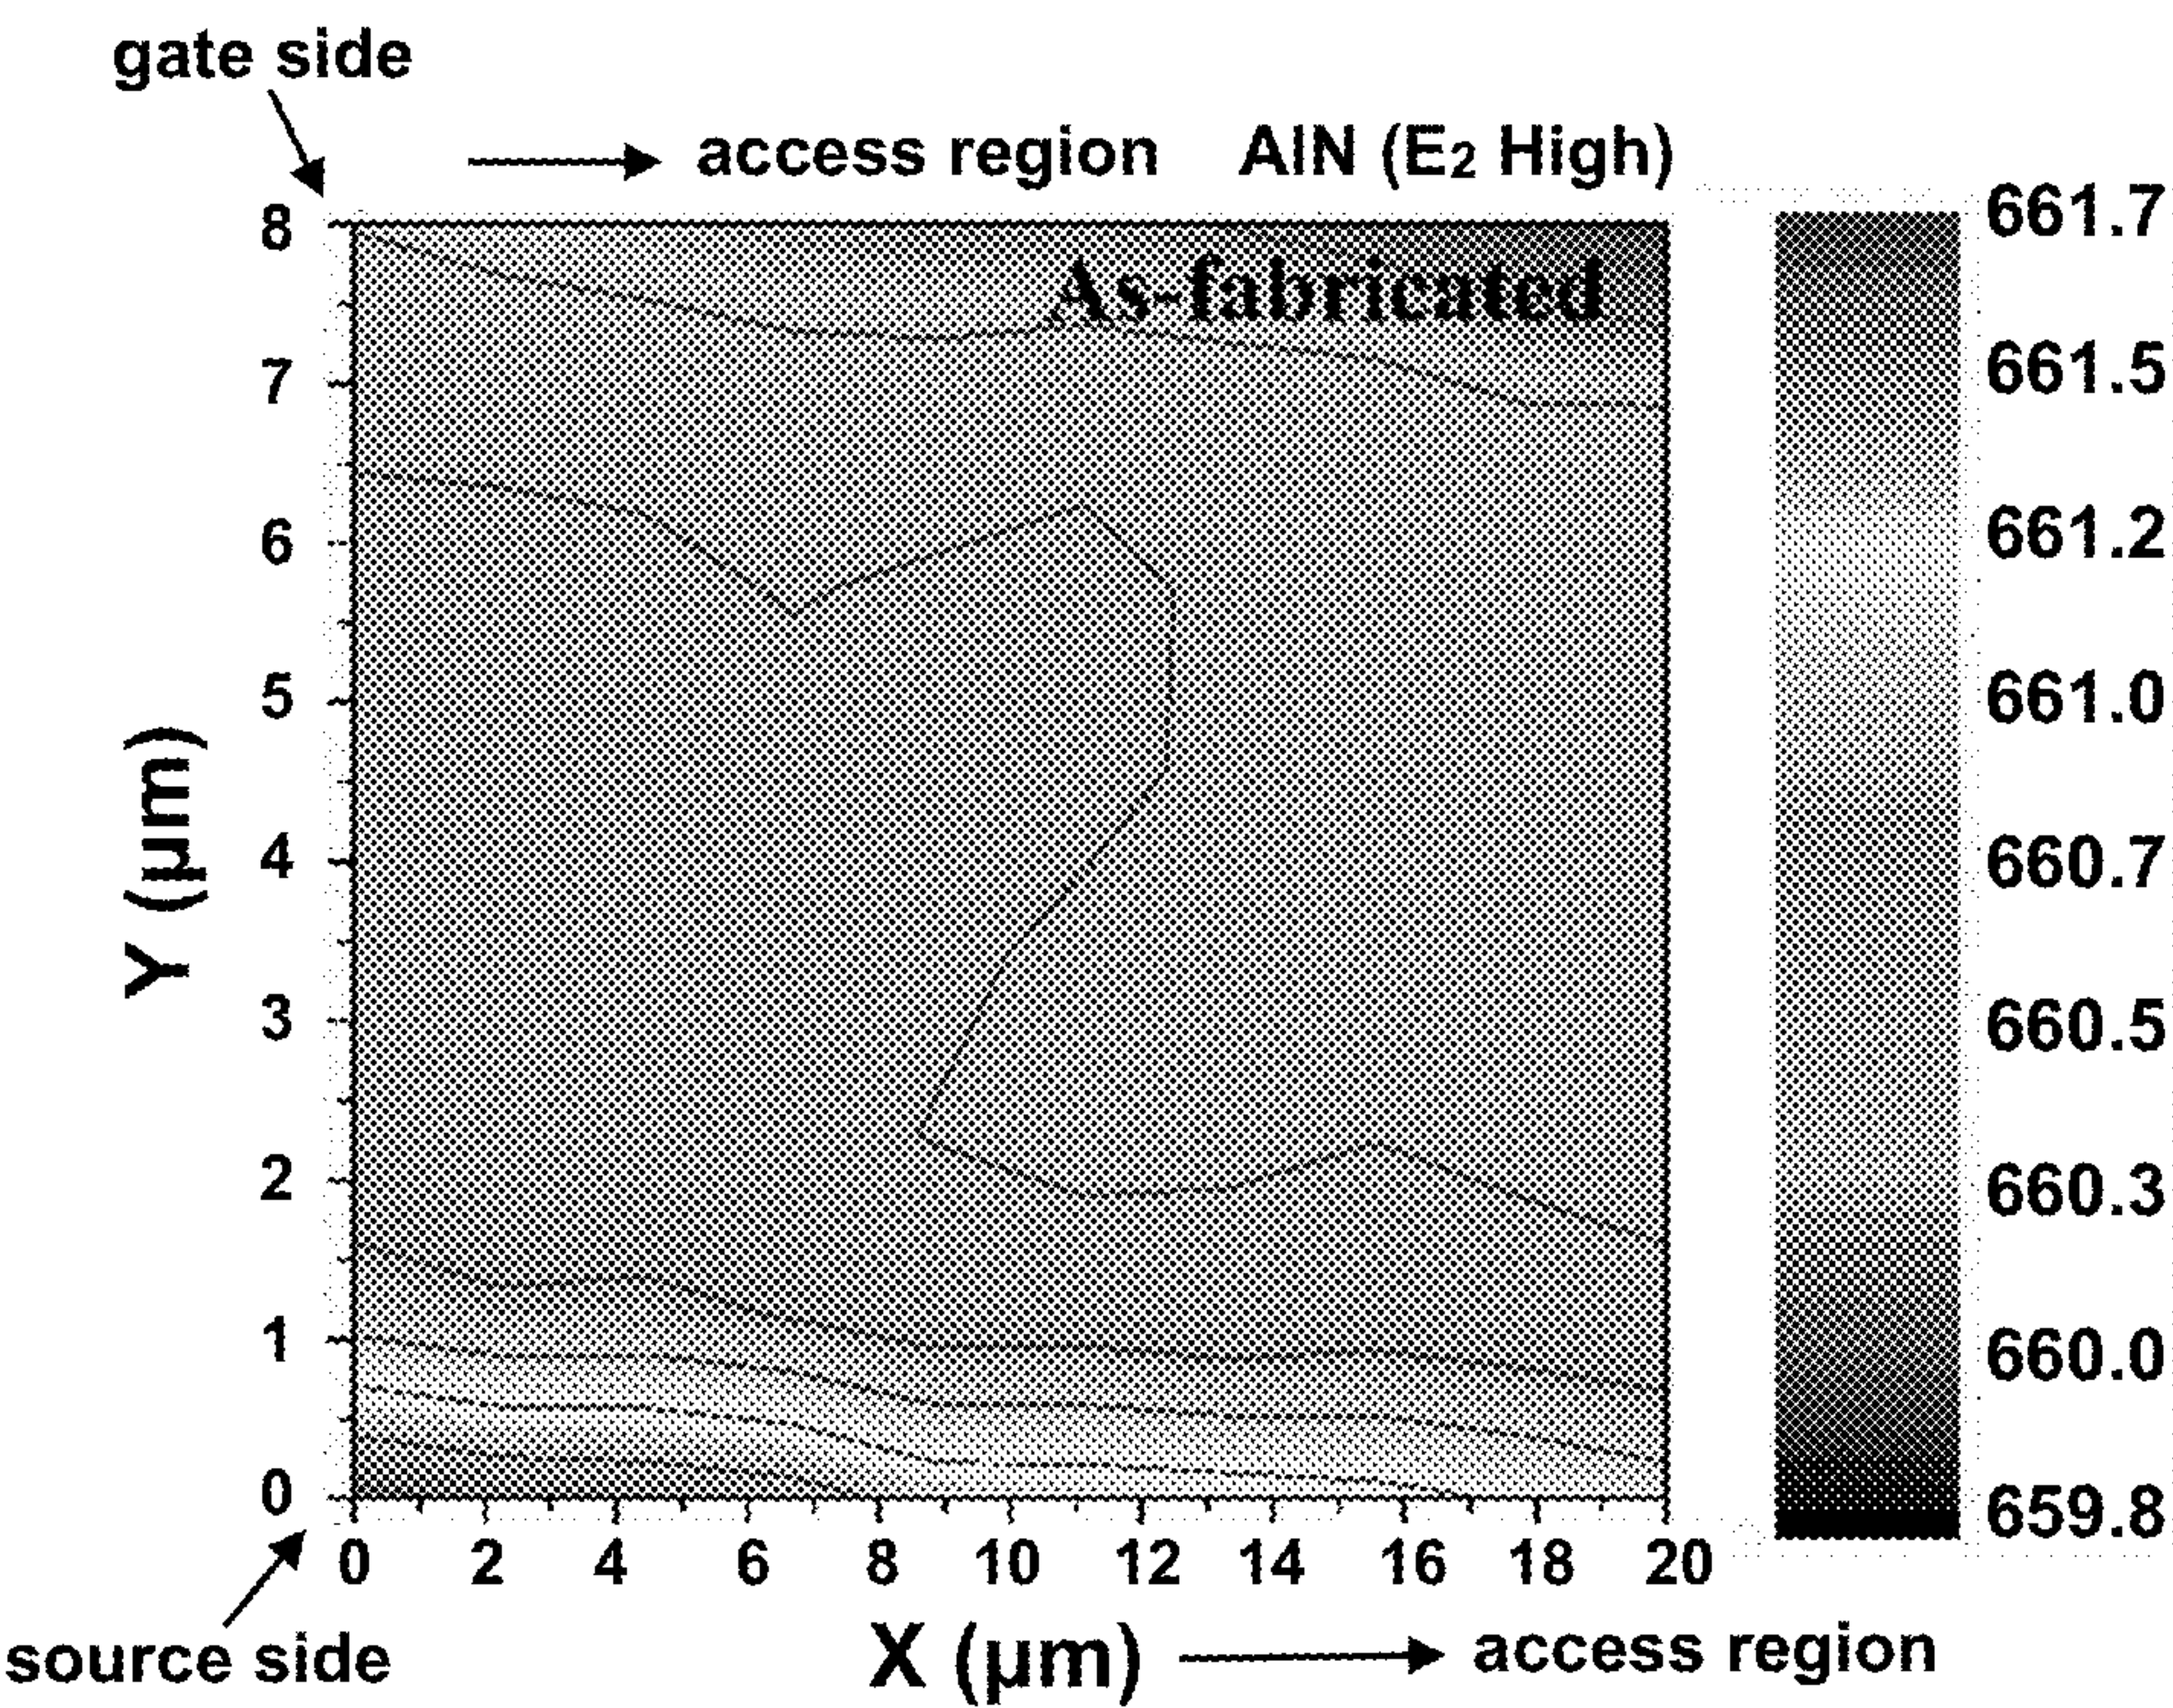 gate side
access region AlN (E₂ High)
As-fabricated
8
7
6
5
4
3
2
1
0
Y (µm)
0 2 4 6 8 10 12 14 16 18 20
X (µm)
access region
source side
661.7
661.5
661.2
661.0
660.7
660.5
660.3
660.0
659.8